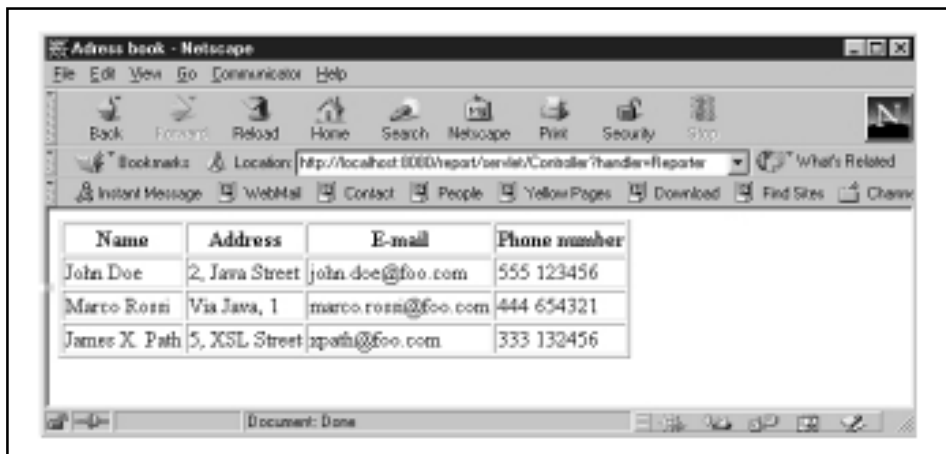 Adress book - Netscape
File Edit View Go Communicator Help
Back Forward Reload Home Search Netscape Print Security Stop
Bookmarks Location: http://localhost:8080/report/servlet/Controller?handler=Reporter What's Related
Instant Message WebMail Contact People Yellow Pages Download Find Sites Channe
Name Address E-mail Phone number
John Doe 2, Java Street john.doe@foo.com 555 123456
Marco Rossi Via Java, 1 marco.rossi@foo.com 444 654321
James X. Path 5, XSL Street xpath@foo.com 333 132456
Document: Done